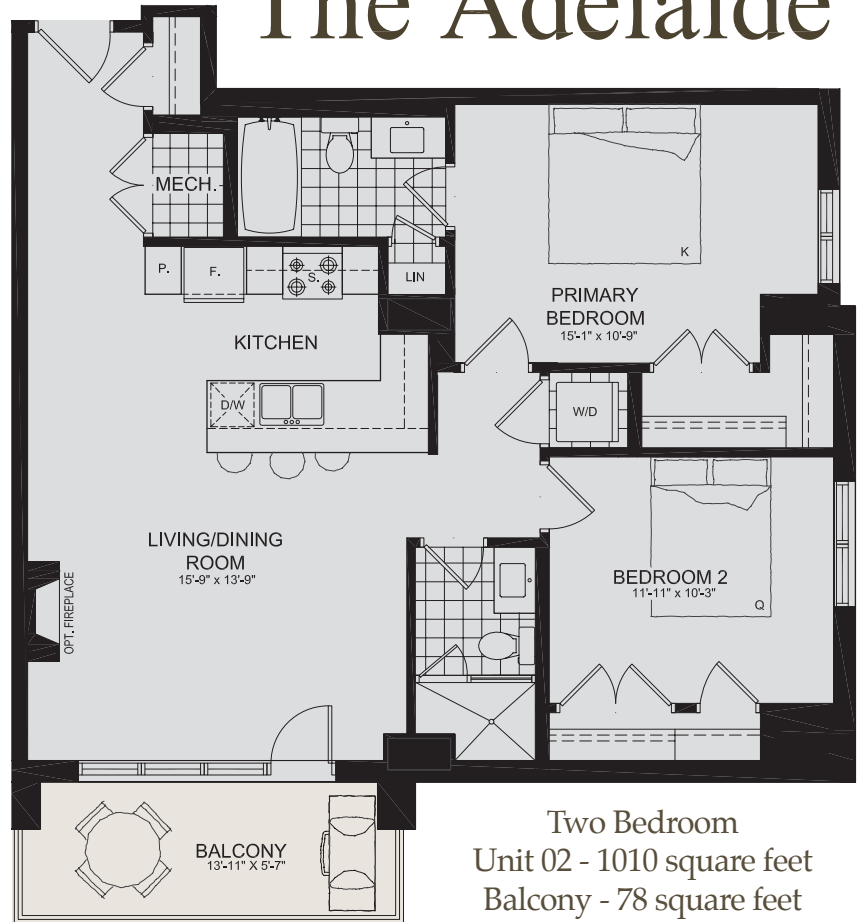 The Adelaide
MECH.
P.
F.
S.
LIN
K
PRIMARY
BEDROOM
15'-1" x 10'-9"
KITCHEN
D/W
W/D
LIVING/DINING
ROOM
15'-9" x 13'-9"
OPT. FIREPLACE
BEDROOM 2
11'-11" x 10'-3"
Q
BALCONY
13'-11" X 5'-7"
Two Bedroom
Unit 02 - 1010 square feet
Balcony - 78 square feet